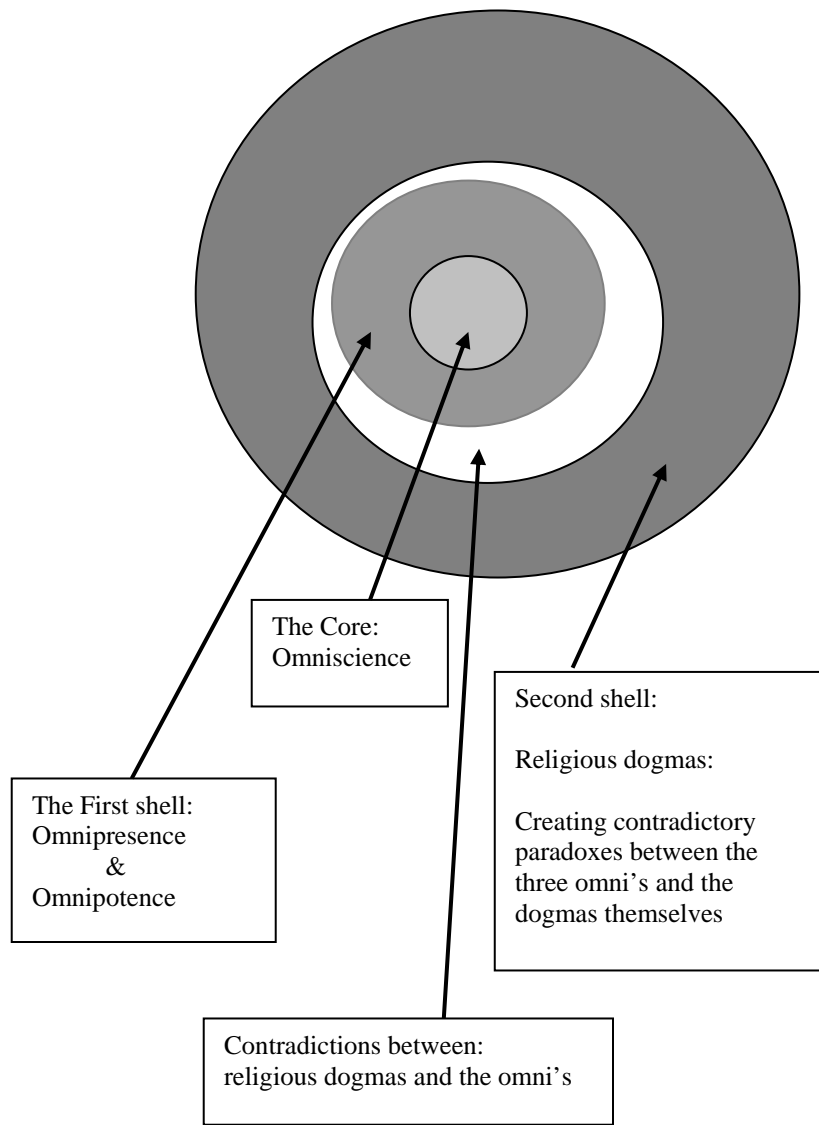 The Core:
Omniscience
Second shell:
Religious dogmas:
Creating contradictory
paradoxes between the
three omni’s and the
dogmas themselves
The First shell:
Omnipresence
&
Omnipotence
Contradictions between:
religious dogmas and the omni’s